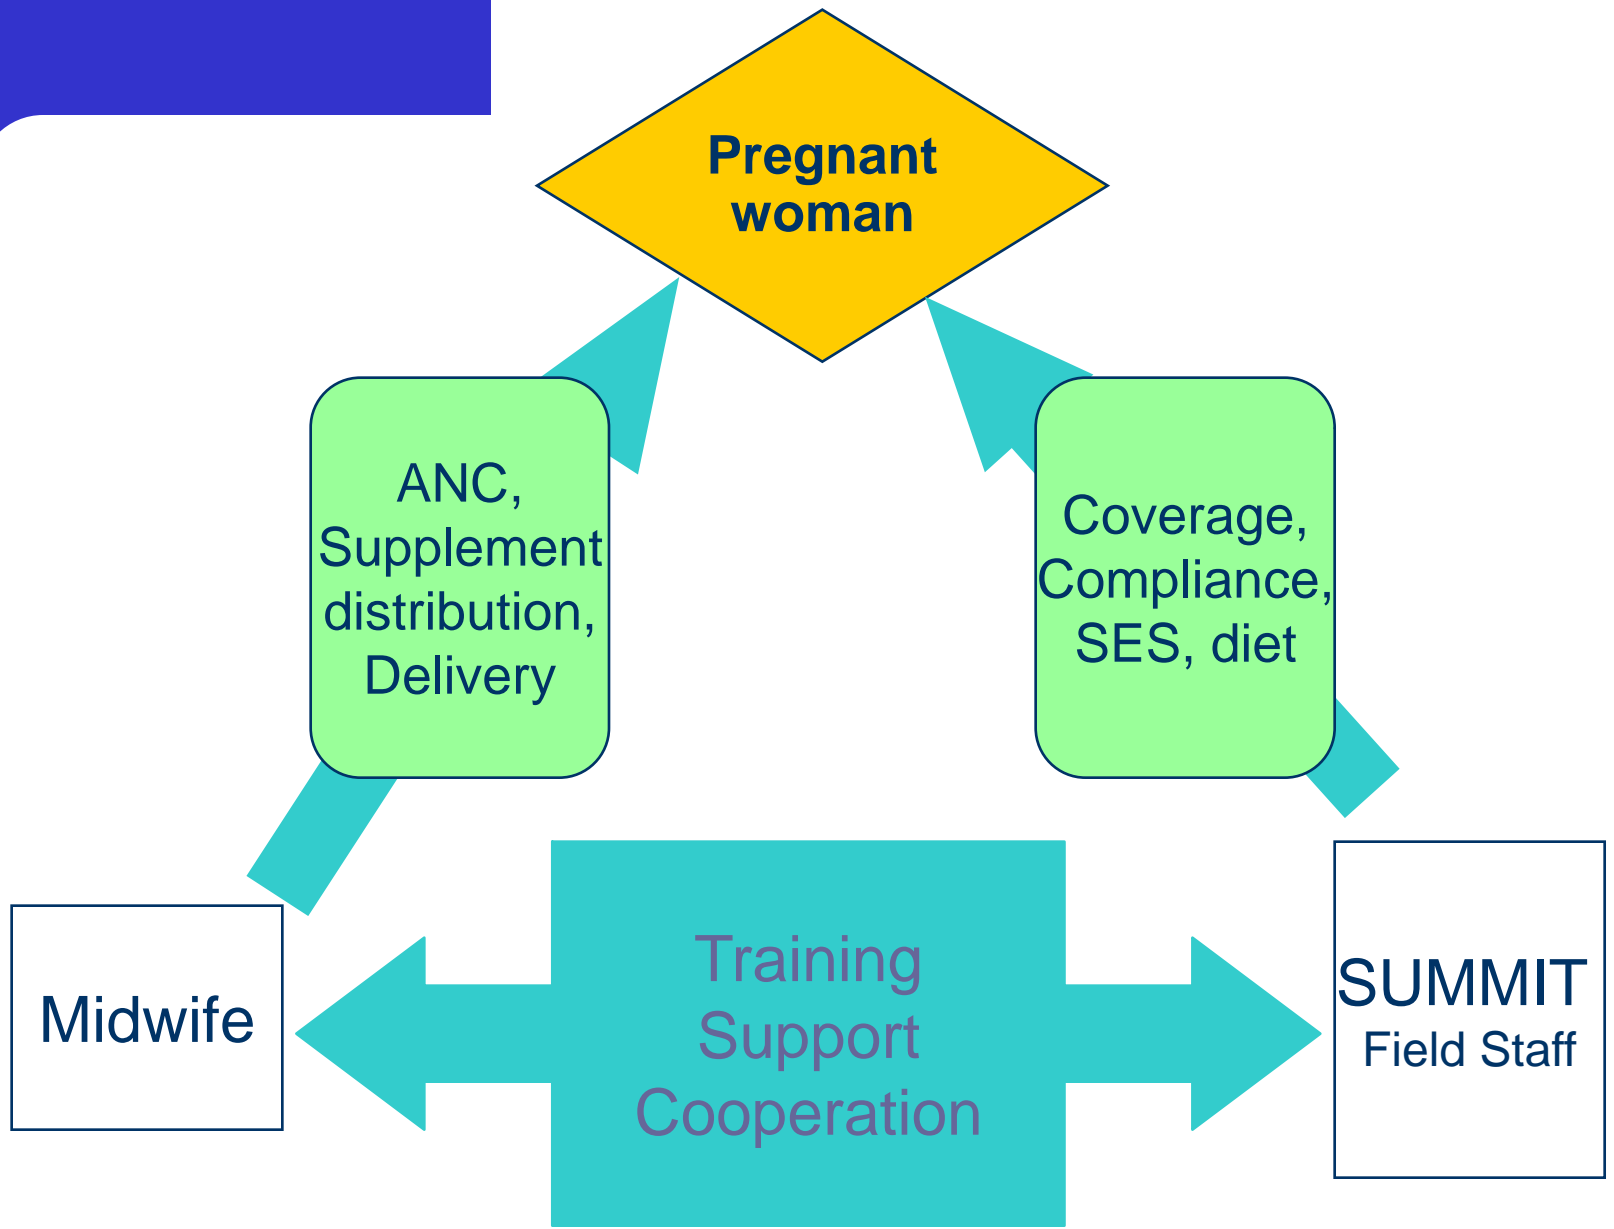 Pregnant
woman
ANC,
Supplement
distribution,
Delivery
Coverage,
Compliance,
SES, diet
Midwife
Training
Support
Cooperation
SUMMIT
Field Staff